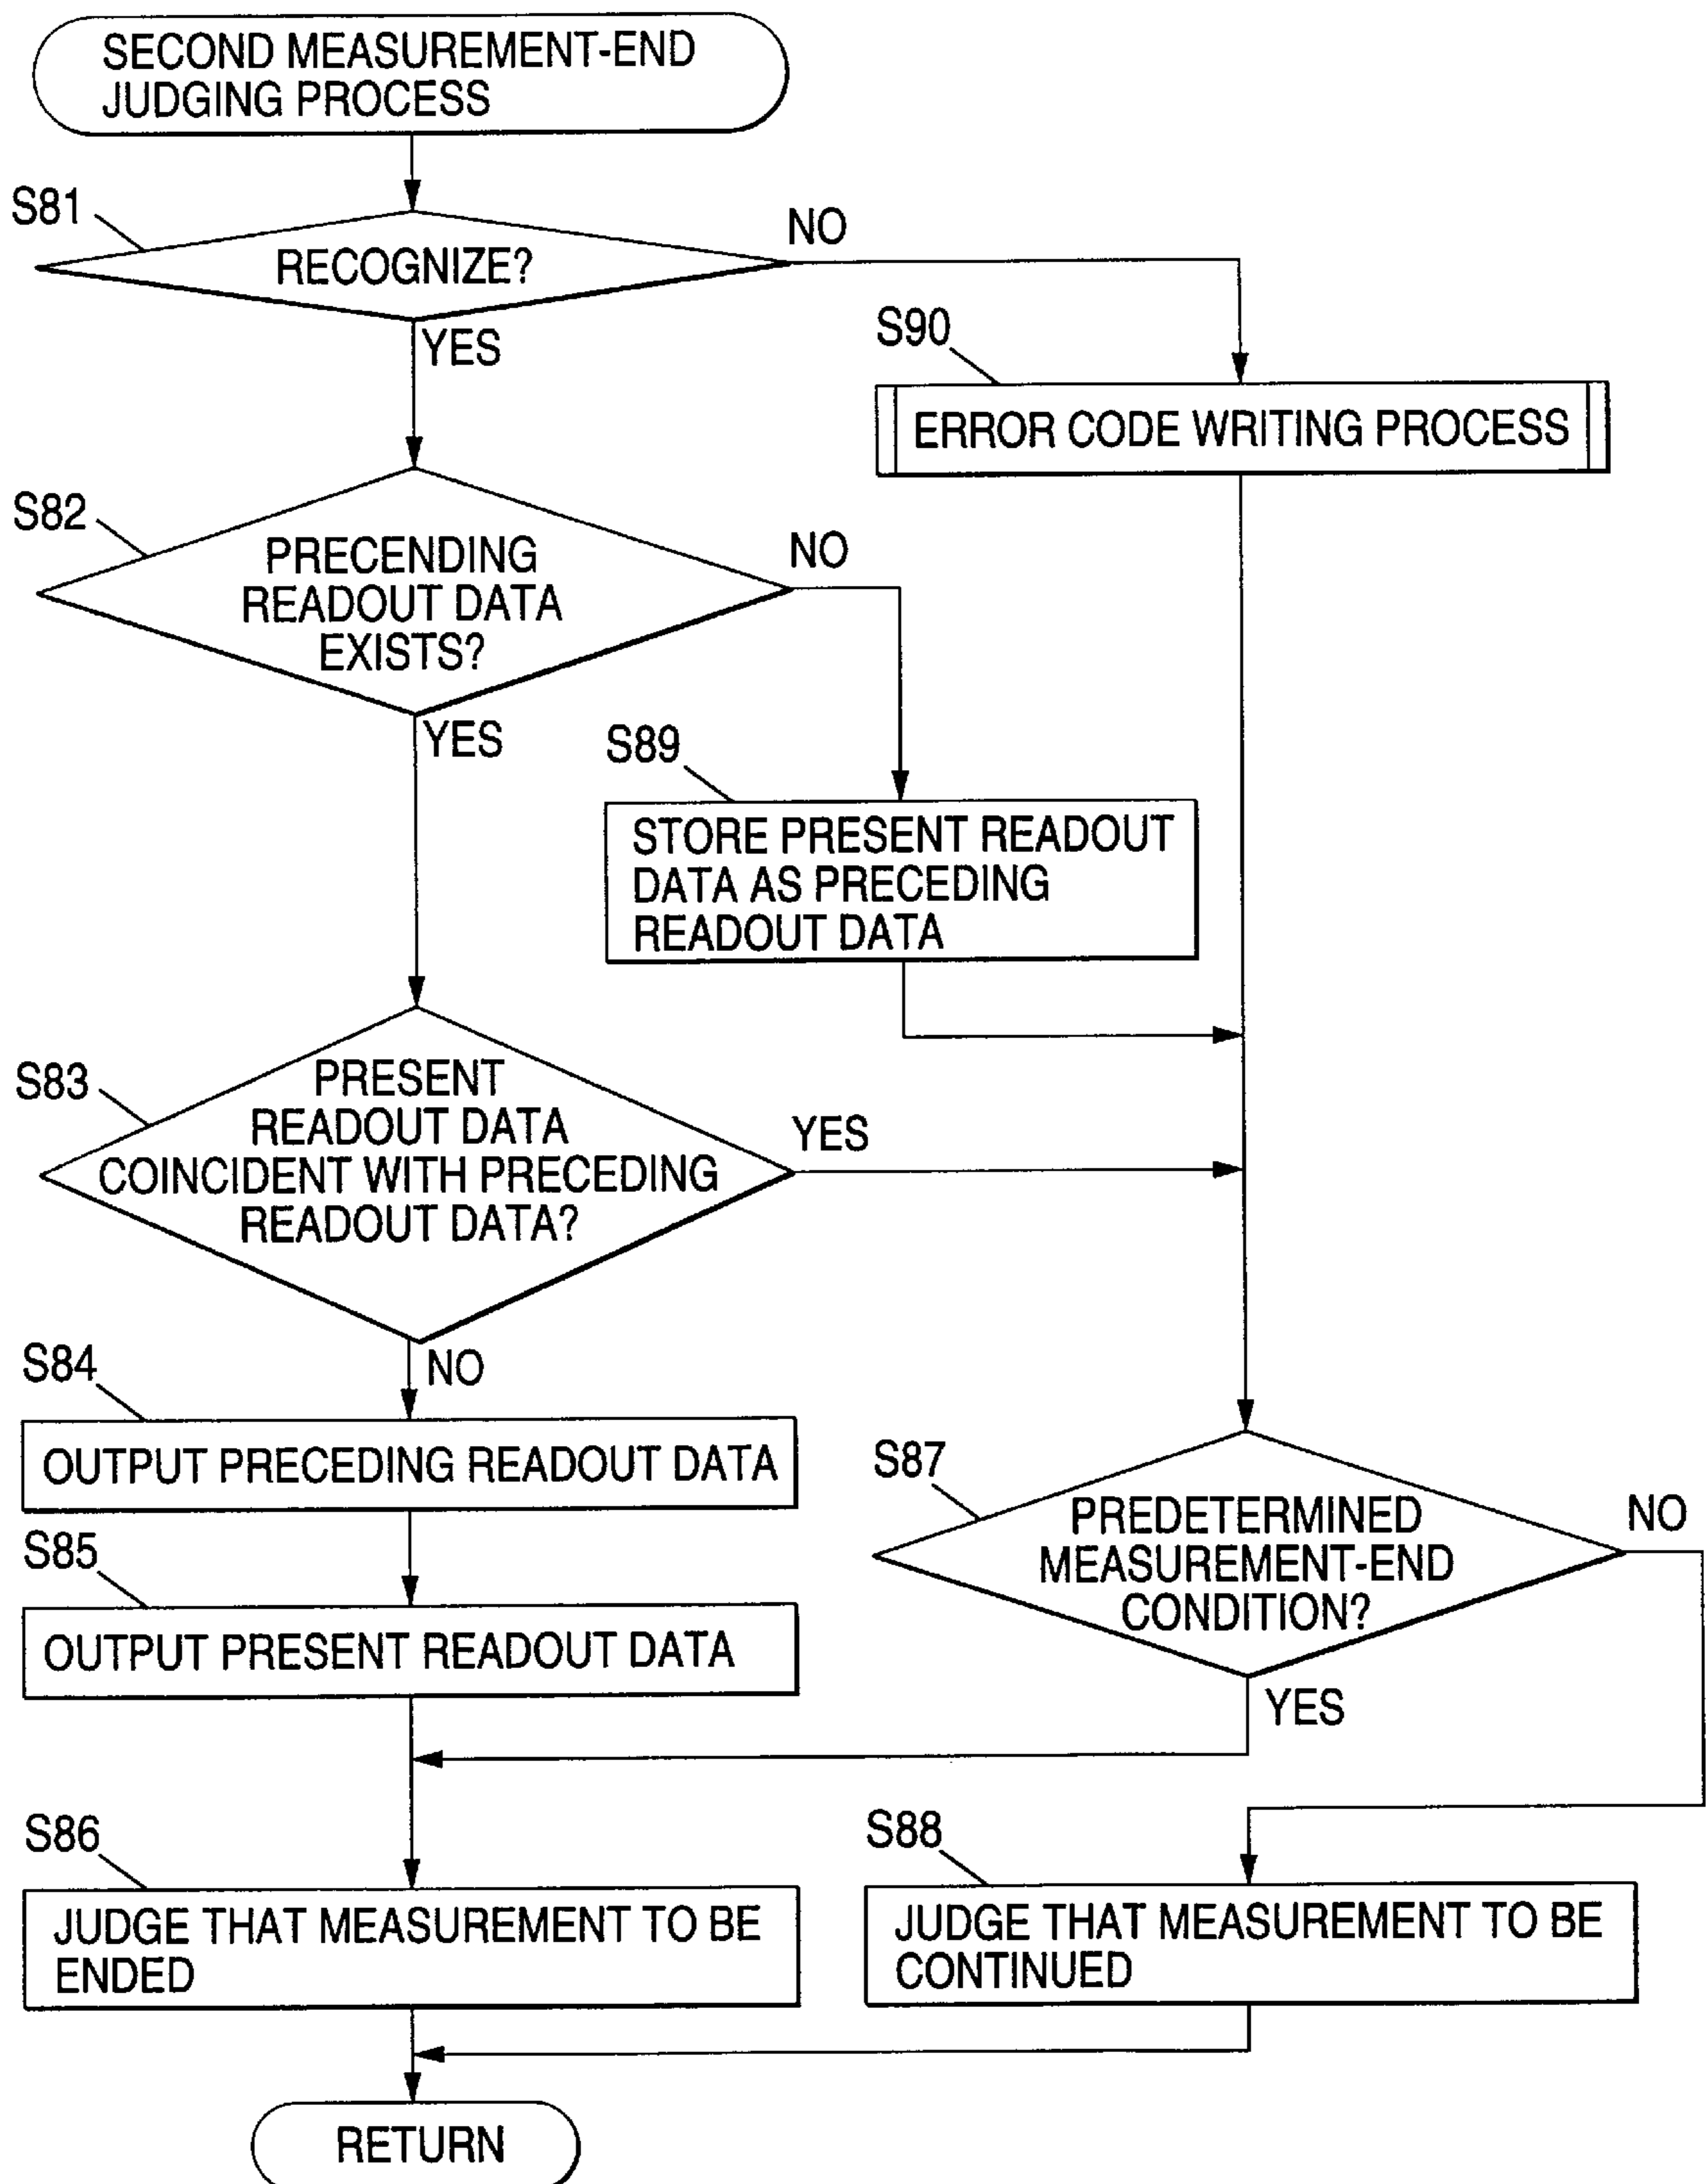 SECOND MEASUREMENT-END
JUDGING PROCESS
S81
RECOGNIZE?
NO
YES
S90
ERROR CODE WRITING PROCESS
S82
PRECENDING
READOUT DATA
EXISTS?
NO
YES
S89
STORE PRESENT READOUT
DATA AS PRECEDING
READOUT DATA
S83
PRESENT
READOUT DATA
COINCIDENT WITH PRECEDING
READOUT DATA?
YES
NO
S84
OUTPUT PRECEDING READOUT DATA
S85
OUTPUT PRESENT READOUT DATA
S87
PREDETERMINED
MEASUREMENT-END
CONDITION?
NO
YES
S86
JUDGE THAT MEASUREMENT TO BE
ENDED
S88
JUDGE THAT MEASUREMENT TO BE
CONTINUED
RETURN